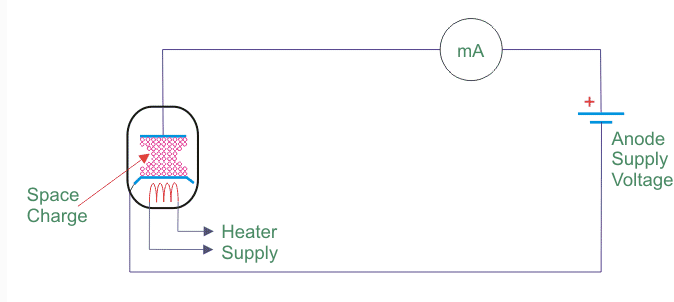 mA
+
Anode
Supply
Voltage
Space
Charge
Heater
Supply